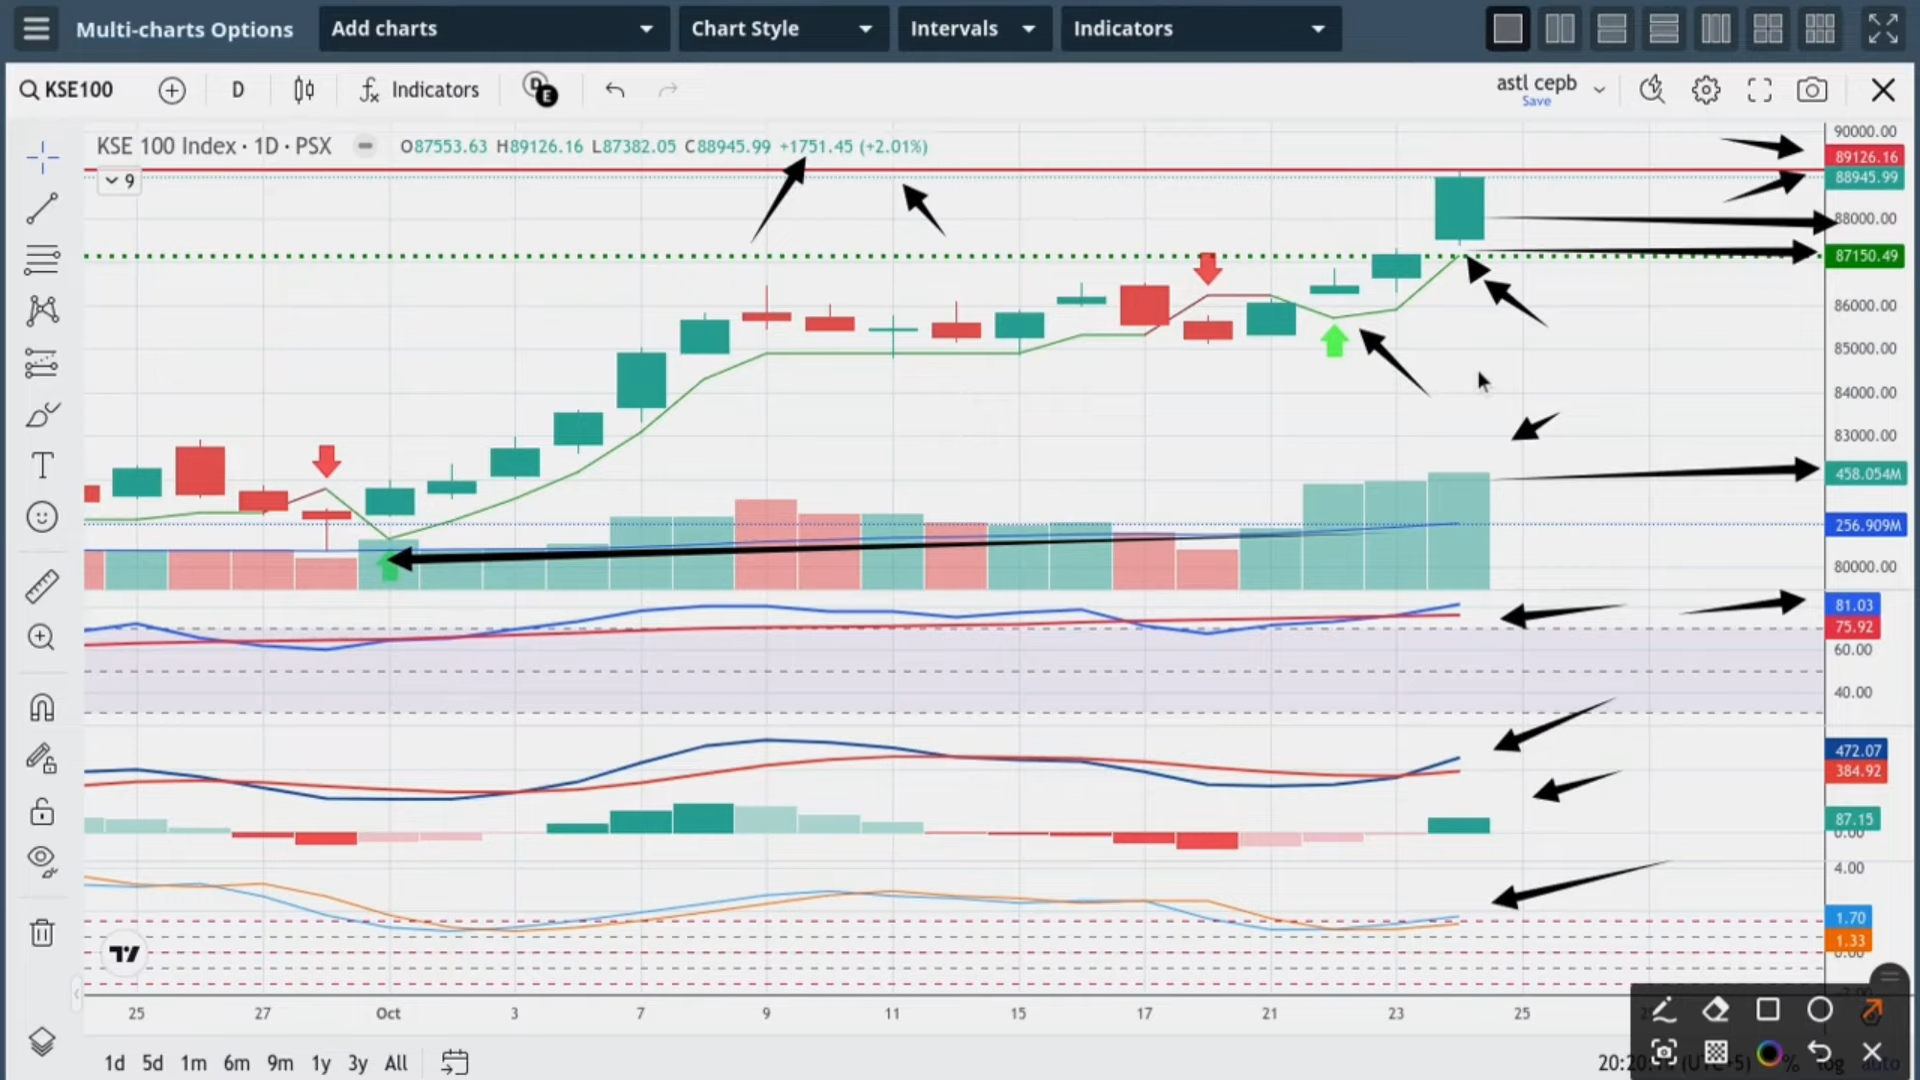 Multi-charts Options Add charts Chart Style Intervals Indicators
KSE100 D Indicators D E astl cepb
Save
KSE 100 Index · 1D · PSX O87553.63 H89126.16 L87382.05 C88945.99 +1751.45 (+2.01%)
9
90000.00
89126.16
88945.99
88000.00
87150.49
86000.00
85000.00
84000.00
83000.00
458.054M
256.909M
80000.00
81.03
75.92
60.00
40.00
472.07
384.92
87.15
0.00
4.00
1.70
1.33
0.00
25 27 Oct 3 7 9 11 15 17 21 23 25
1d 5d 1m 6m 9m 1y 3y All % log auto